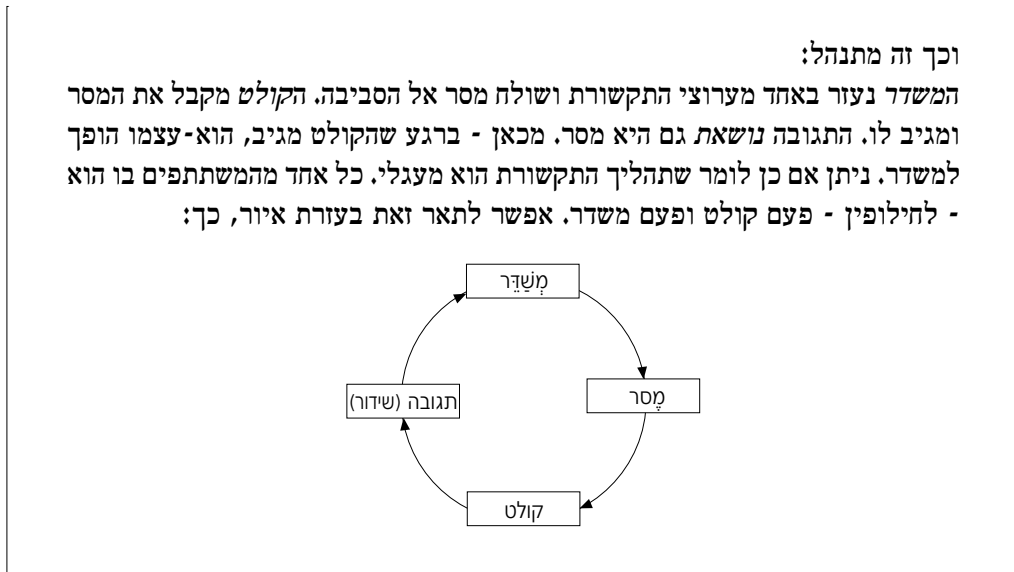 וכך זה מתנהל:
המשדר נעזר באחד מערוצי התקשורת ושולח מסר אל הסביבה. הקולט מקבל את המסר
ומגיב לו. התגובה נושאת גם היא מסר. מכאן - ברגע שהקולט מגיב, הוא-עצמו הופך
למשדר. ניתן אם כן לומר שתהליך התקשורת הוא מעגלי. כל אחד מהמשתתפים בו הוא
- לחילופין - פעם קולט ופעם משדר. אפשר לתאר זאת בעזרת איור, כך:
מְשַׁדֵּר
מֶסר
תגובה (שידור)
קולט